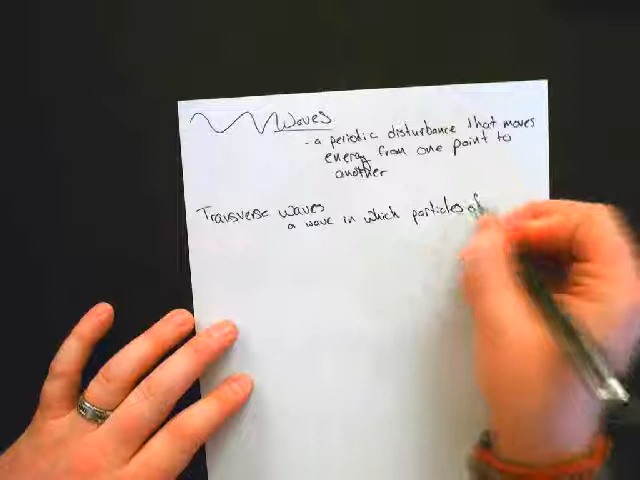 Waves
- a periodic disturbance that moves
energy from one point to
another
Transverse waves
a wave in which particles of